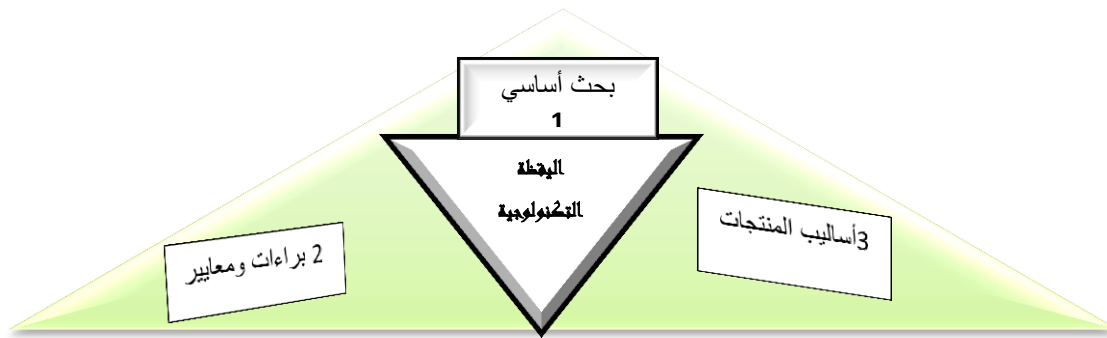 بحث أساسي
1
اليقظة
التكنولوجية
3أساليب المنتجات
2 براءات ومعايير